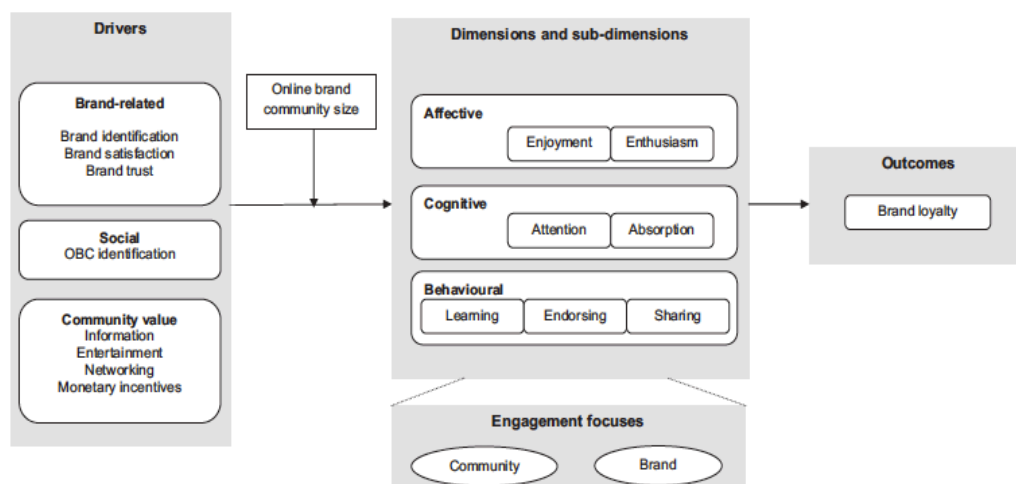 Drivers
Brand-related
Brand identification
Brand satisfaction
Brand trust
Social
OBC identification
Community value
Information
Entertainment
Networking
Monetary incentives
Online brand
community size
Dimensions and sub-dimensions
Affective
Enjoyment Enthusiasm
Cognitive
Attention Absorption
Behavioural
Learning Endorsing Sharing
Engagement focuses
Community Brand
Outcomes
Brand loyalty